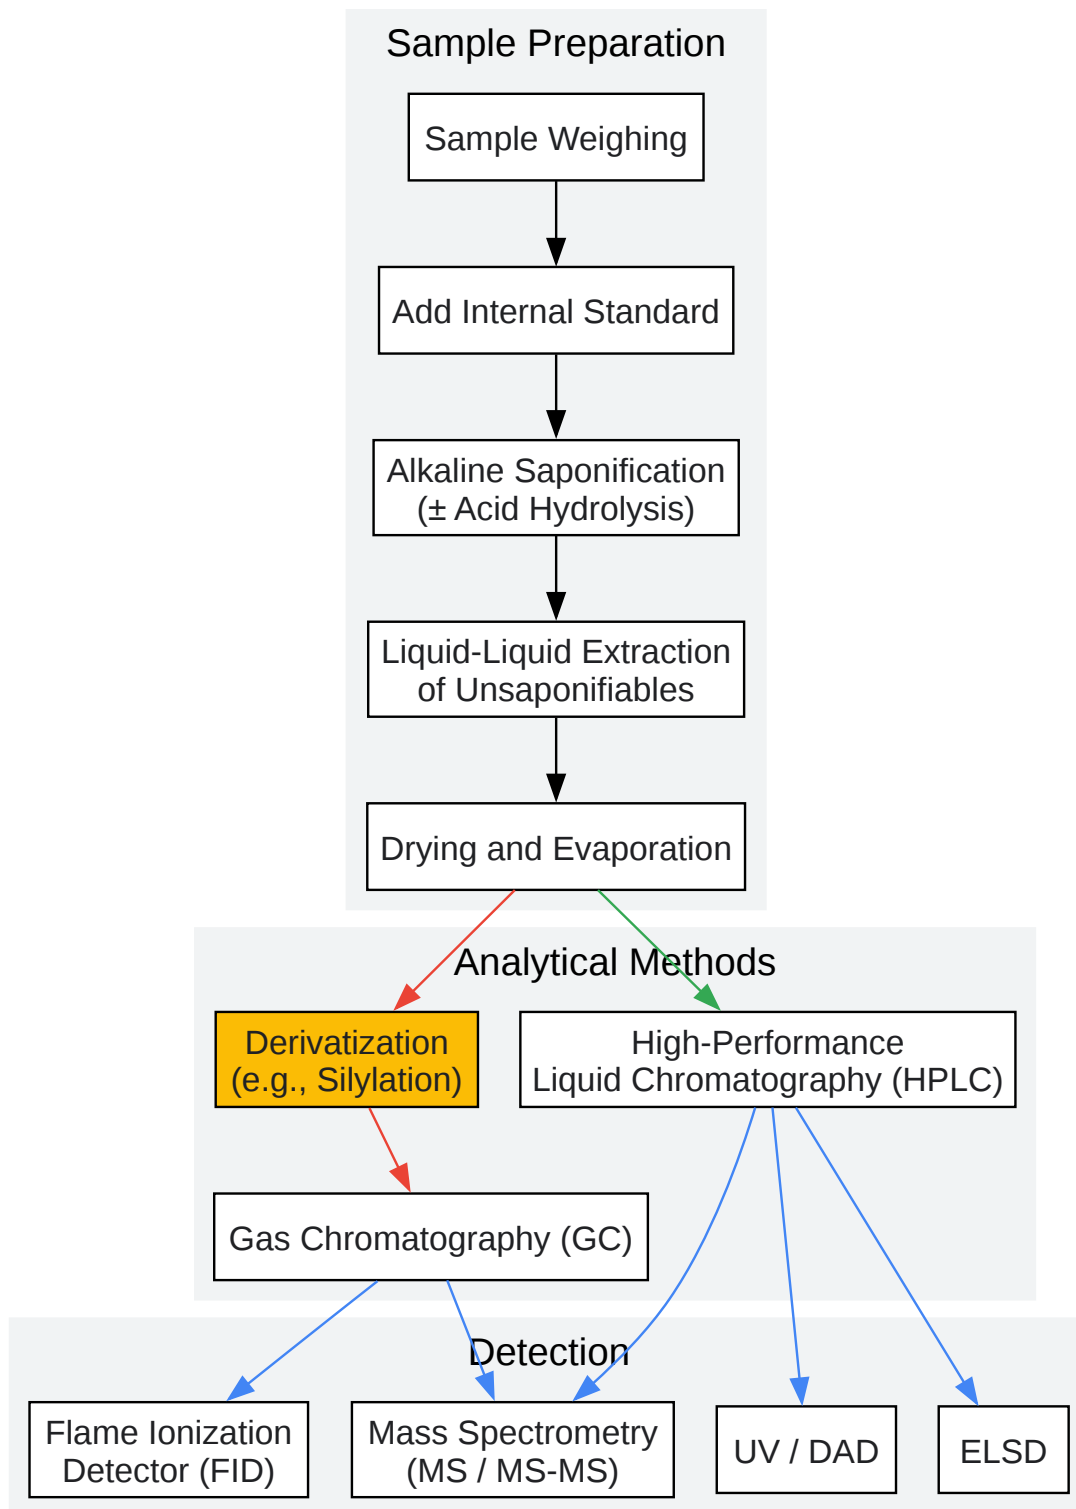 Sample Preparation
Sample Weighing
Add Internal Standard
Alkaline Saponification
(± Acid Hydrolysis)
Liquid-Liquid Extraction
of Unsaponifiables
Drying and Evaporation
Analytical Methods
Derivatization
(e.g., Silylation)
High-Performance
Liquid Chromatography (HPLC)
Gas Chromatography (GC)
Detection
Flame Ionization
Detector (FID)
Mass Spectrometry
(MS / MS-MS)
UV / DAD
ELSD